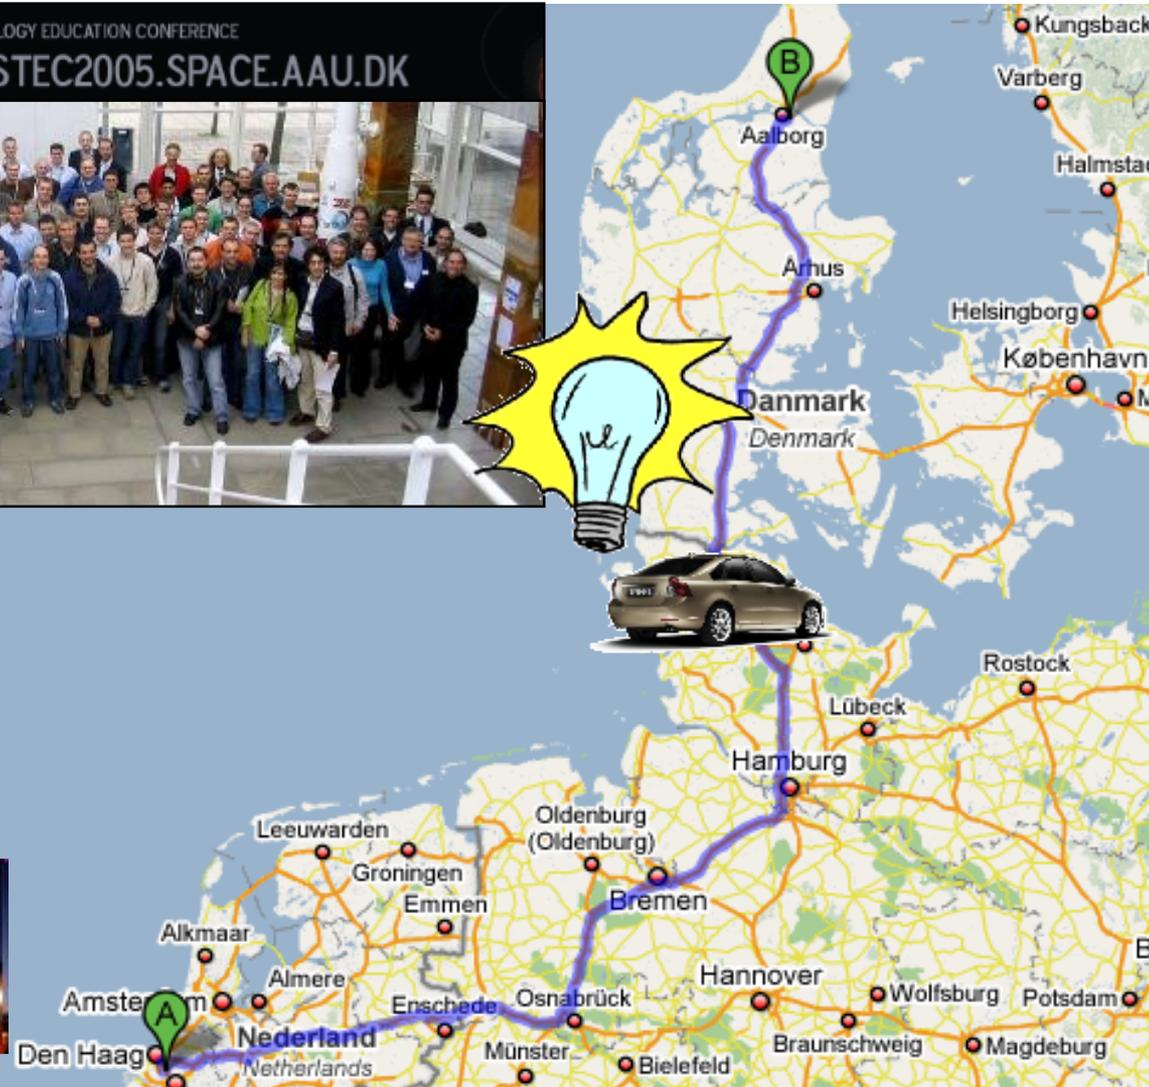 LOGY EDUCATION CONFERENCE
STEC2005.SPACE.AAU.DK
Kungsback
Varberg
B
Aalborg
Halmstad
Århus
Helsingborg
København
M
Danmark
Denmark
Rostock
Lübeck
Hamburg
Oldenburg
(Oldenburg)
Leeuwarden
Groningen
Bremen
Emmen
Alkmaar
B
Hannover
Almere
Wolfsburg
Potsdam
Amsterdam
Enschede
Osnabrück
A
Nederland
Braunschweig
Magdeburg
Den Haag
Netherlands
Münster
Bielefeld